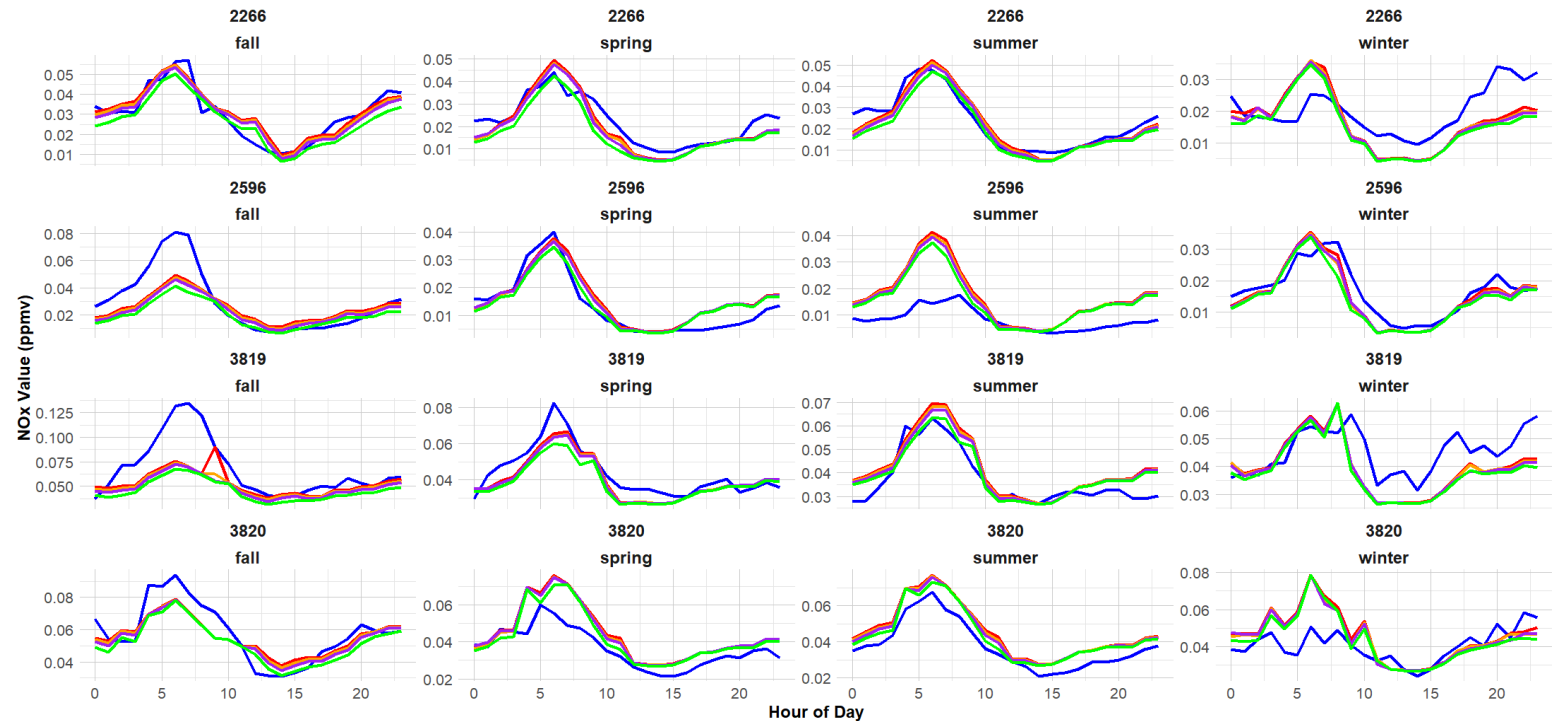 2266 2266 2266 2266
fall spring summer winter
0.05 0.05 0.05 0.03
0.04 0.04 0.04 0.02
0.03 0.03 0.03 0.01
0.02 0.02 0.02
0.01 0.01 0.01
2596 2596 2596 2596
fall spring summer winter
0.08 0.04 0.04 0.03
0.06 0.03 0.03 0.02
0.04 0.02 0.02 0.01
0.02 0.01 0.01
NOx Value (ppmv)
3819 3819 3819 3819
fall spring summer winter
0.125 0.08 0.07 0.06
0.100 0.06 0.06 0.05
0.075 0.04 0.05 0.04
0.050 0.04 0.03
0.03
3820 3820 3820 3820
fall spring summer winter
0.08 0.06 0.06 0.08
0.06 0.04 0.04 0.06
0.04 0.02 0.02 0.04
0 5 10 15 20 0 5 10 15 20 0 5 10 15 20 0 5 10 15 20
Hour of Day